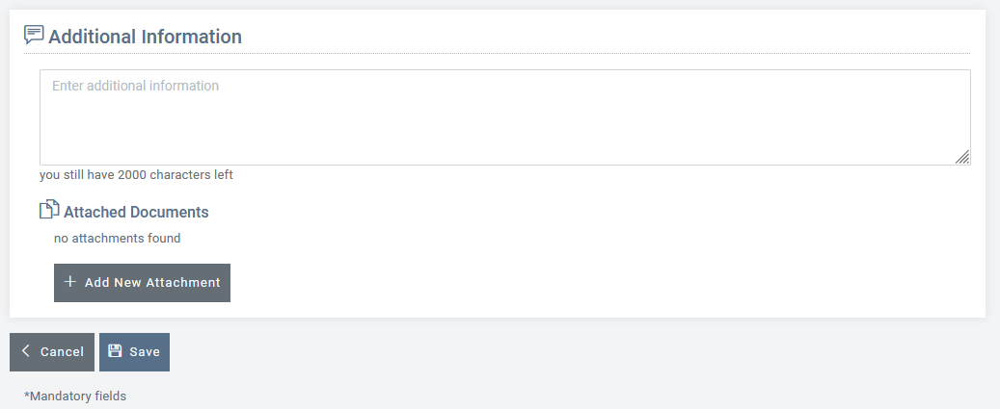 Additional Information
Enter additional information
you still have 2000 characters left
Attached Documents
no attachments found
Add New Attachment
Cancel
Save
*Mandatory fields